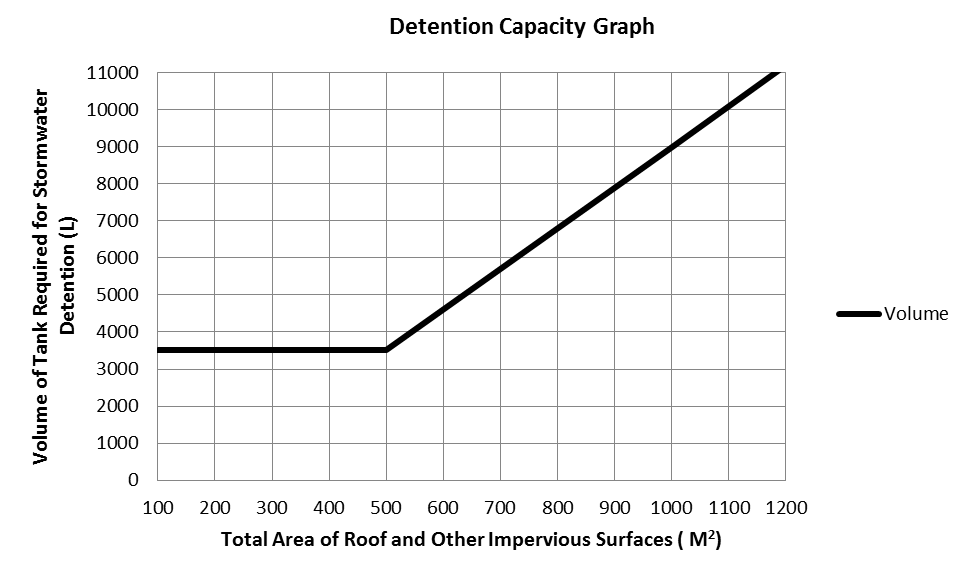 Detention Capacity Graph
Volume of Tank Required for Stormwater
Detention (L)
11000
10000
9000
8000
7000
6000
5000
4000
3000
2000
1000
0
100 200 300 400 500 600 700 800 900 1000 1100 1200
Total Area of Roof and Other Impervious Surfaces ( M²)
Volume